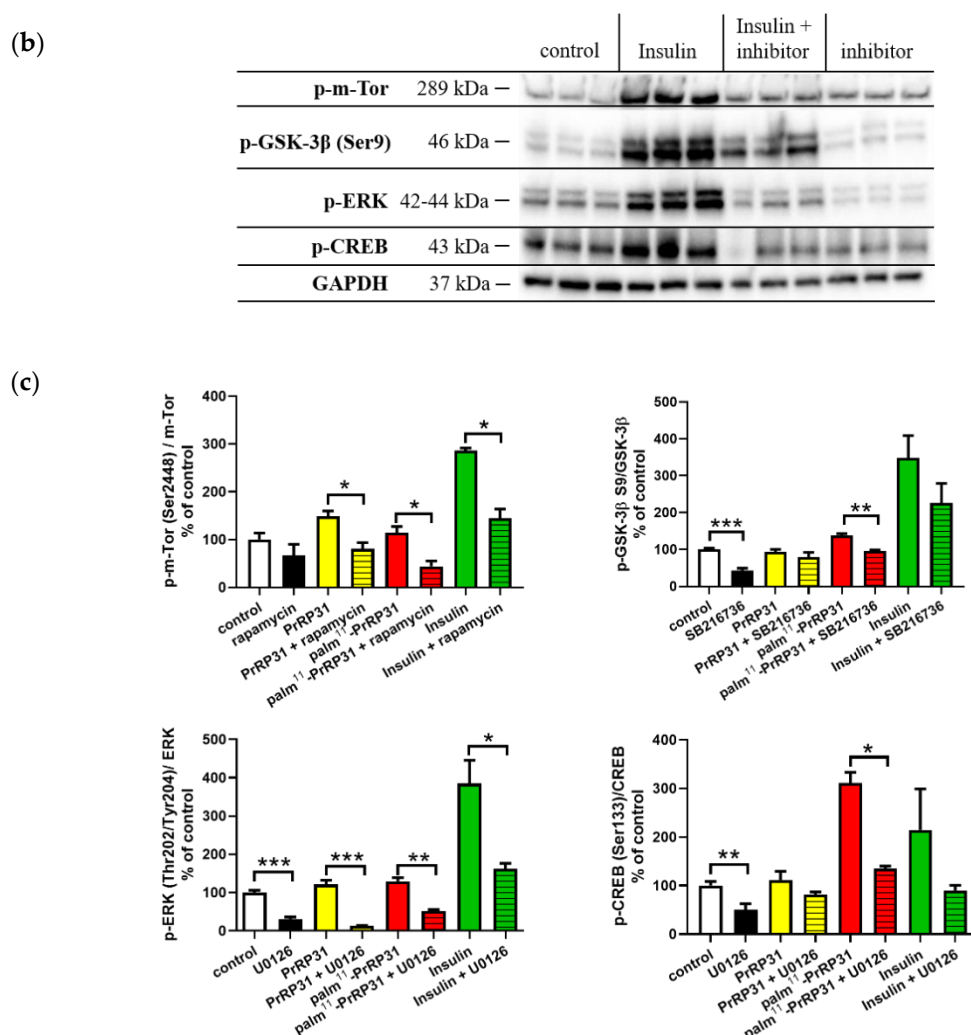 (b)
control
Insulin
Insulin +
inhibitor
inhibitor
p-m-Tor 289 kDa
p-GSK-3β (Ser9) 46 kDa
p-ERK 42-44 kDa
p-CREB 43 kDa
GAPDH 37 kDa
(c)
p-m-Tor (Ser2448) / m-Tor
% of control
400
300
200
100
0
*
*
*
control
rapamycin
PrRP31
PrRP31 + rapamycin
palm¹¹-PrRP31
palm¹¹-PrRP31 + rapamycin
Insulin
Insulin + rapamycin
p-GSK-3β S9/GSK-3β
% of control
500
400
300
200
100
0
***
**
control
SB216736
PrRP31
PrRP31 + SB216736
palm¹¹-PrRP31
palm¹¹-PrRP31 + SB216736
Insulin
Insulin + SB216736
p-ERK (Thr202/Tyr204)/ ERK
% of control
500
400
300
200
100
0
***
***
**
*
control
U0126
PrRP31
PrRP31 + U0126
palm¹¹-PrRP31
palm¹¹-PrRP31 + U0126
Insulin
Insulin + U0126
p-CREB (Ser133)/CREB
% of control
400
300
200
100
0
**
*
control
U0126
PrRP31
PrRP31 + U0126
palm¹¹-PrRP31
palm¹¹-PrRP31 + U0126
Insulin
Insulin + U0126